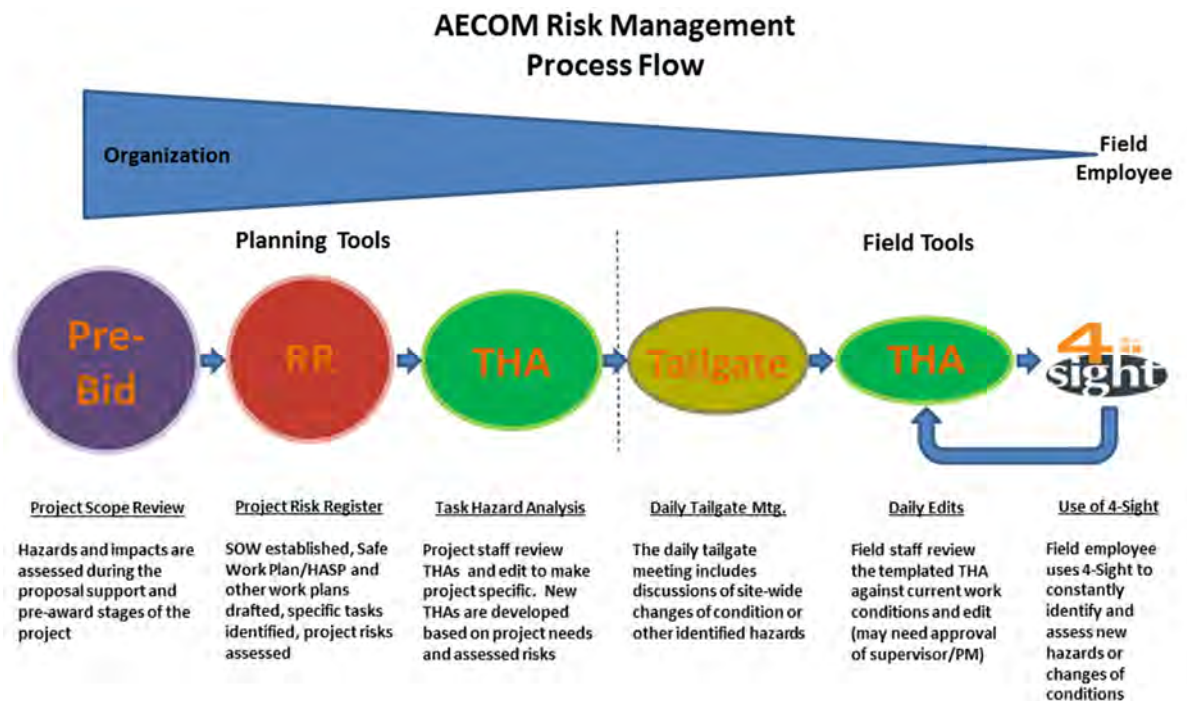 AECOM Risk Management
Process Flow
Organization
Field
Employee
Planning Tools
Field Tools
Pre-
Bid
RR
THA
Tailgate
THA
4
sight
Project Scope Review
Hazards and impacts are
assessed during the
proposal support and
pre-award stages of the
project
Project Risk Register
SOW established, Safe
Work Plan/HASP and
other work plans
drafted, specific tasks
identified, project risks
assessed
Task Hazard Analysis
Project staff review
THAs and edit to make
project specific. New
THAs are developed
based on project needs
and assessed risks
Daily Tailgate Mtg.
The daily tailgate
meeting includes
discussions of site-wide
changes of condition or
other identified hazards
Daily Edits
Field staff review
the templated THA
against current work
conditions and edit
(may need approval
of supervisor/PM)
Use of 4-Sight
Field employee
uses 4-Sight to
constantly
identify and
assess new
hazards or
changes of
conditions